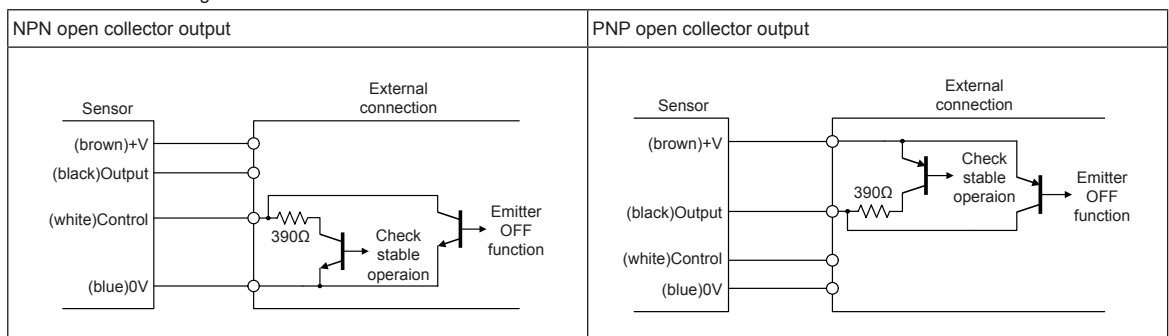 NPN open collector output
PNP open collector output
Sensor
External
connection
(brown)+V
(black)Output
(white)Control
(blue)0V
390Ω
Check
stable
operaion
Emitter
OFF
function
Sensor
External
connection
(brown)+V
(black)Output
(white)Control
(blue)0V
390Ω
Check
stable
operaion
Emitter
OFF
function